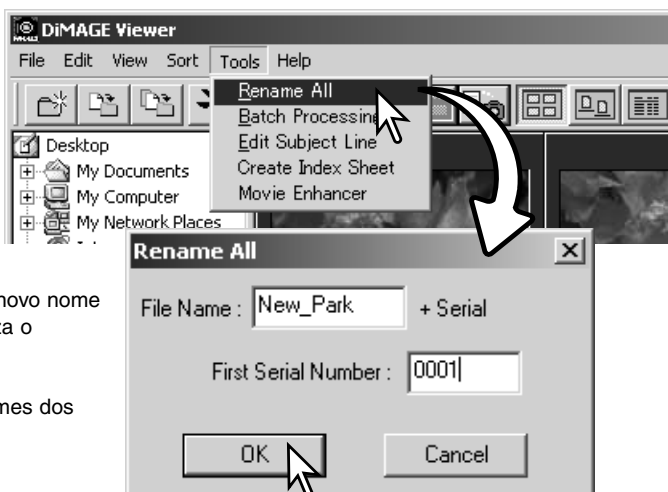 DiMAGE Viewer
File Edit View Sort Tools Help
Rename All
Batch Processing
Edit Subject Line
Create Index Sheet
Movie Enhancer
Desktop
My Documents
My Computer
My Network Places
Rename All
novo nome
File Name : New_Park + Serial
o
First Serial Number : 0001
dos
OK Cancel